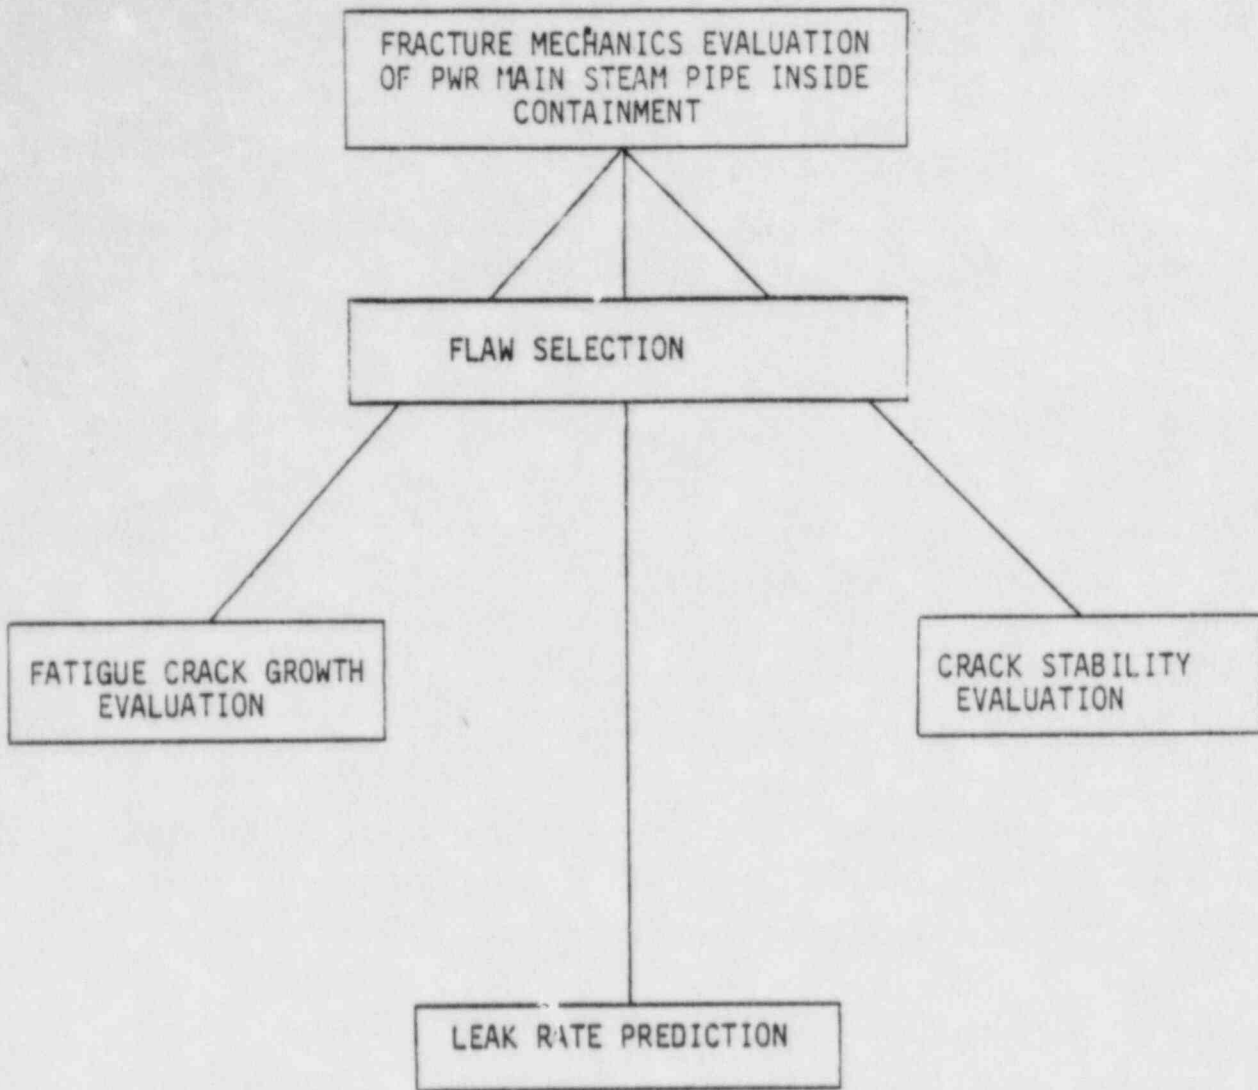 FRACTURE MECHANICS EVALUATION
OF PWR MAIN STEAM PIPE INSIDE
CONTAINMENT
FLAW SELECTION
FATIGUE CRACK GROWTH
EVALUATION
CRACK STABILITY
EVALUATION
LEAK RATE PREDICTION